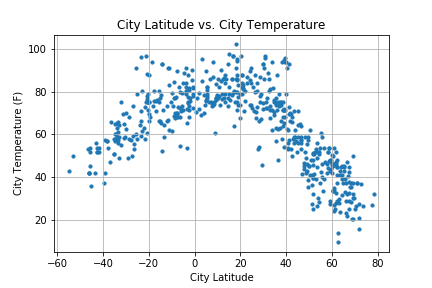 City Latitude vs. City Temperature
100
80
60
40
20
City Temperature (F)
−60 −40 −20 0 20 40 60 80
City Latitude